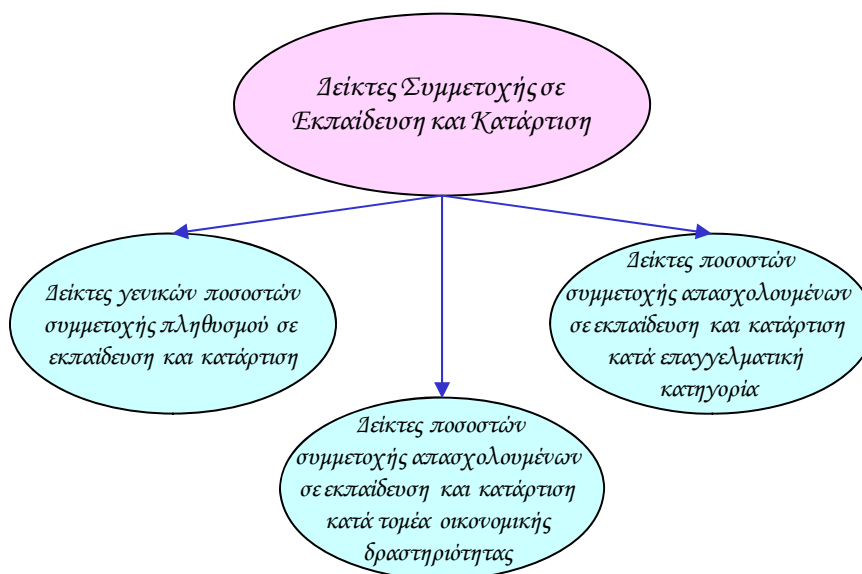 Δείκτες Συμμετοχής σε
Εκπαίδευση και Κατάρτιση
Δείκτες γενικών ποσοστών
συμμετοχής πληθυσμού σε
εκπαίδευση και κατάρτιση
Δείκτες ποσοστών
συμμετοχής απασχολουμένων
σε εκπαίδευση και κατάρτιση
κατά τομέα οικονομικής
δραστηριότητας
Δείκτες ποσοστών
συμμετοχής απασχολουμένων
σε εκπαίδευση και κατάρτιση
κατά επαγγελματική
κατηγορία